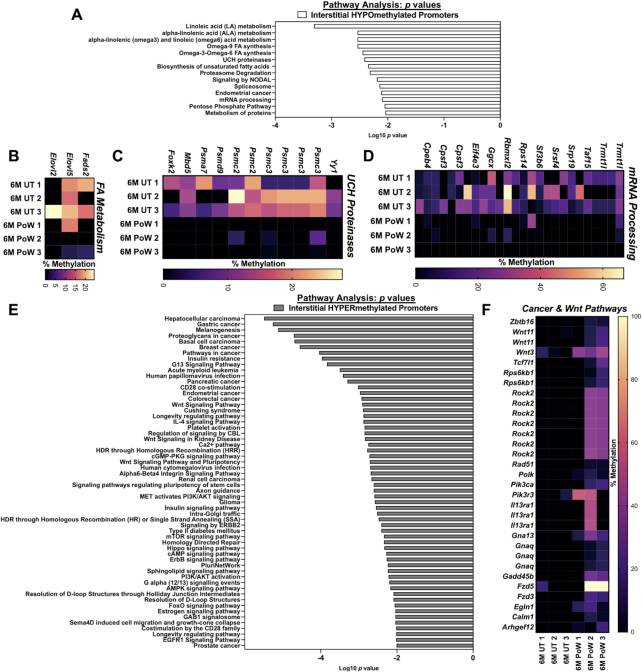 A
Pathway Analysis: p values
Interstitial HYPOmethylated Promoters
Linoleic acid (LA) metabolism
alpha-linolenic acid (ALA) metabolism
alpha-linolenic (omega3) and linoleic (omega6) acid metabolism
Omega-9 FA synthesis
Omega-3-Omega-6 FA synthesis
UCH proteinases
Biosynthesis of unsaturated fatty acids
Proteasome Degradation
Signaling by NODAL
Spliceosome
Endometrial cancer
mRNA processing
Pentose Phosphate Pathway
Metabolism of proteins
-4 -3 -2 -1 0
Log10 p value
B
Elovl2 Elovl5 Fads2
6M UT 1
6M UT 2
6M UT 3
6M PoW 1
6M PoW 2
6M PoW 3
FA Metabolism
% Methylation
0 5 10 15 20
C
Foxk2 Mbd5 Psma7 Psmd9 Psmc1 Psmc2 Psmc3 Psmc3 Psmc3 Psmc3 Yy1
6M UT 1
6M UT 2
6M UT 3
6M PoW 1
6M PoW 2
6M PoW 3
UCH Proteinases
% Methylation
0 10 20
D
Cpeb4 Cpsf3 Cpsf3 Eif4e3 Ggcx Rbmxl2 Rps14 Sf3b6 Srsf4 Srp19 Taf15 Trmt1l Trmt1l
6M UT 1
6M UT 2
6M UT 3
6M PoW 1
6M PoW 2
6M PoW 3
mRNA Processing
% Methylation
0 20 40 60
E
Pathway Analysis: p values
Interstitial HYPERmethylated Promoters
Hepatocellular carcinoma
Gastric cancer
Melanogenesis
Proteoglycans in cancer
Basal cell carcinoma
Breast cancer
Pathways in cancer
Insulin resistance
G13 Signaling Pathway
Acute myeloid leukemia
Human papillomavirus infection
Pancreatic cancer
CD28 co-stimulation
Endometrial cancer
Colorectal cancer
Wnt Signaling Pathway
Cushing syndrome
Longevity regulating pathway
IL-4 signaling Pathway
Platelet activation
Regulation of signaling by CBL
Wnt Signaling in Kidney Disease
Ca2+ pathway
HDR through Homologous Recombination (HRR)
cGMP-PKG signaling pathway
Wnt Signaling Pathway and Pluripotency
Human cytomegalovirus infection
Alpha6-Beta4 Integrin Signaling Pathway
Renal cell carcinoma
Signaling pathways regulating pluripotency of stem cells
Axon guidance
MET activates PI3K/AKT signaling
Glioma
Insulin signaling pathway
Intra-Golgi traffic
HDR through Homologous Recombination (HR) or Single Strand Annealing (SSA)
Signaling by ERBB2
Type II diabetes mellitus
mTOR signaling pathway
Homology Directed Repair
Hippo signaling pathway
cAMP signaling pathway
ErbB signaling pathway
PluriNetWork
Sphingolipid signaling pathway
PI3K/AKT activation
G alpha (12/13) signalling events
AMPK signaling pathway
Resolution of D-loop Structures through Holliday Junction Intermediates
Resolution of D-Loop Structures
FoxO signaling pathway
Estrogen signaling pathway
GAB1 signalosome
Sema4D induced cell migration and growth-cone collapse
Costimulation by the CD28 family
Longevity regulating pathway
EGFR1 Signaling Pathway
Prostate cancer
-4 -2 0
Log10 p value
F
Cancer & Wnt Pathways
Zbtb16
Wnt11
Wnt11
Wnt3
Tcf7l1
Rps6kb1
Rps6kb1
Rock2
Rock2
Rock2
Rock2
Rock2
Rock2
Rock2
Rad51
Polk
Pik3ca
Pik3r3
Il13ra1
Il13ra1
Il13ra1
Gna13
Gnaq
Gnaq
Gnaq
Gadd45b
Fzd5
Fzd3
Egln1
Calm1
Arhgef12
6M UT 1
6M UT 2
6M UT 3
6M PoW 1
6M PoW 2
6M PoW 3
100
80
60
40
20
0
% Methylation